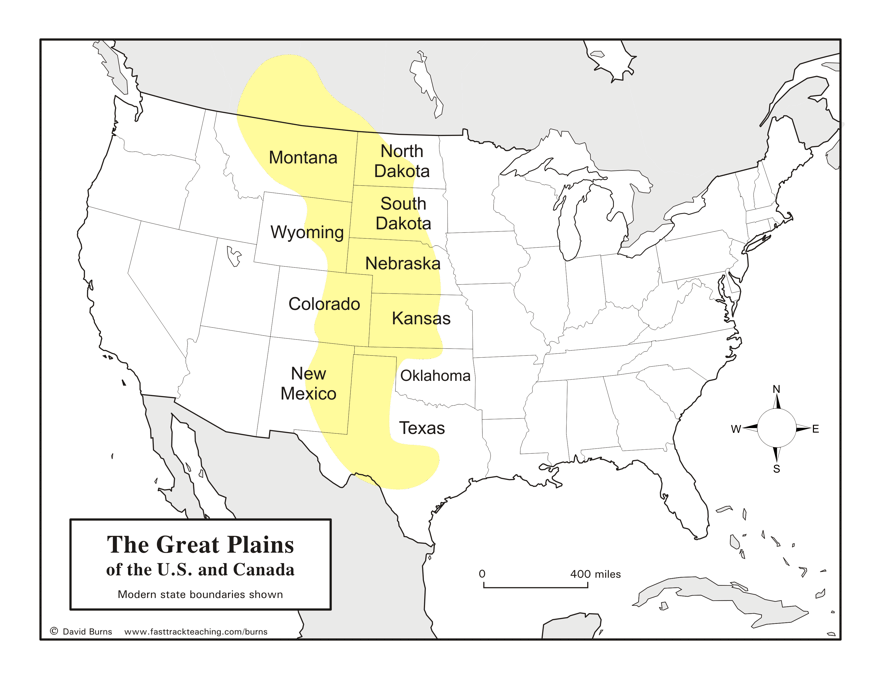 Montana
North
Dakota
South
Dakota
Wyoming
Nebraska
Colorado
Kansas
New
Mexico
Oklahoma
Texas
N
W
E
S
The Great Plains
of the U.S. and Canada
Modern state boundaries shown
0
400 miles
© David Burns www.fasttrackteaching.com/burns